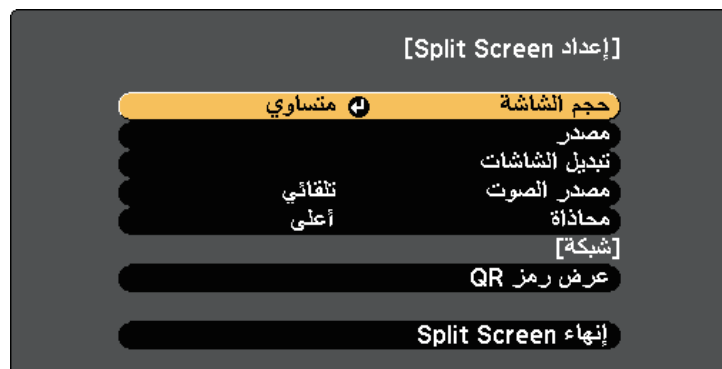 [إعداد Split Screen]
حجم الشاشة متساوي
مصدر
تبديل الشاشات
مصدر الصوت تلقائي
محاذاة أعلى
[شبكة]
عرض رمز QR
إنهاء Split Screen